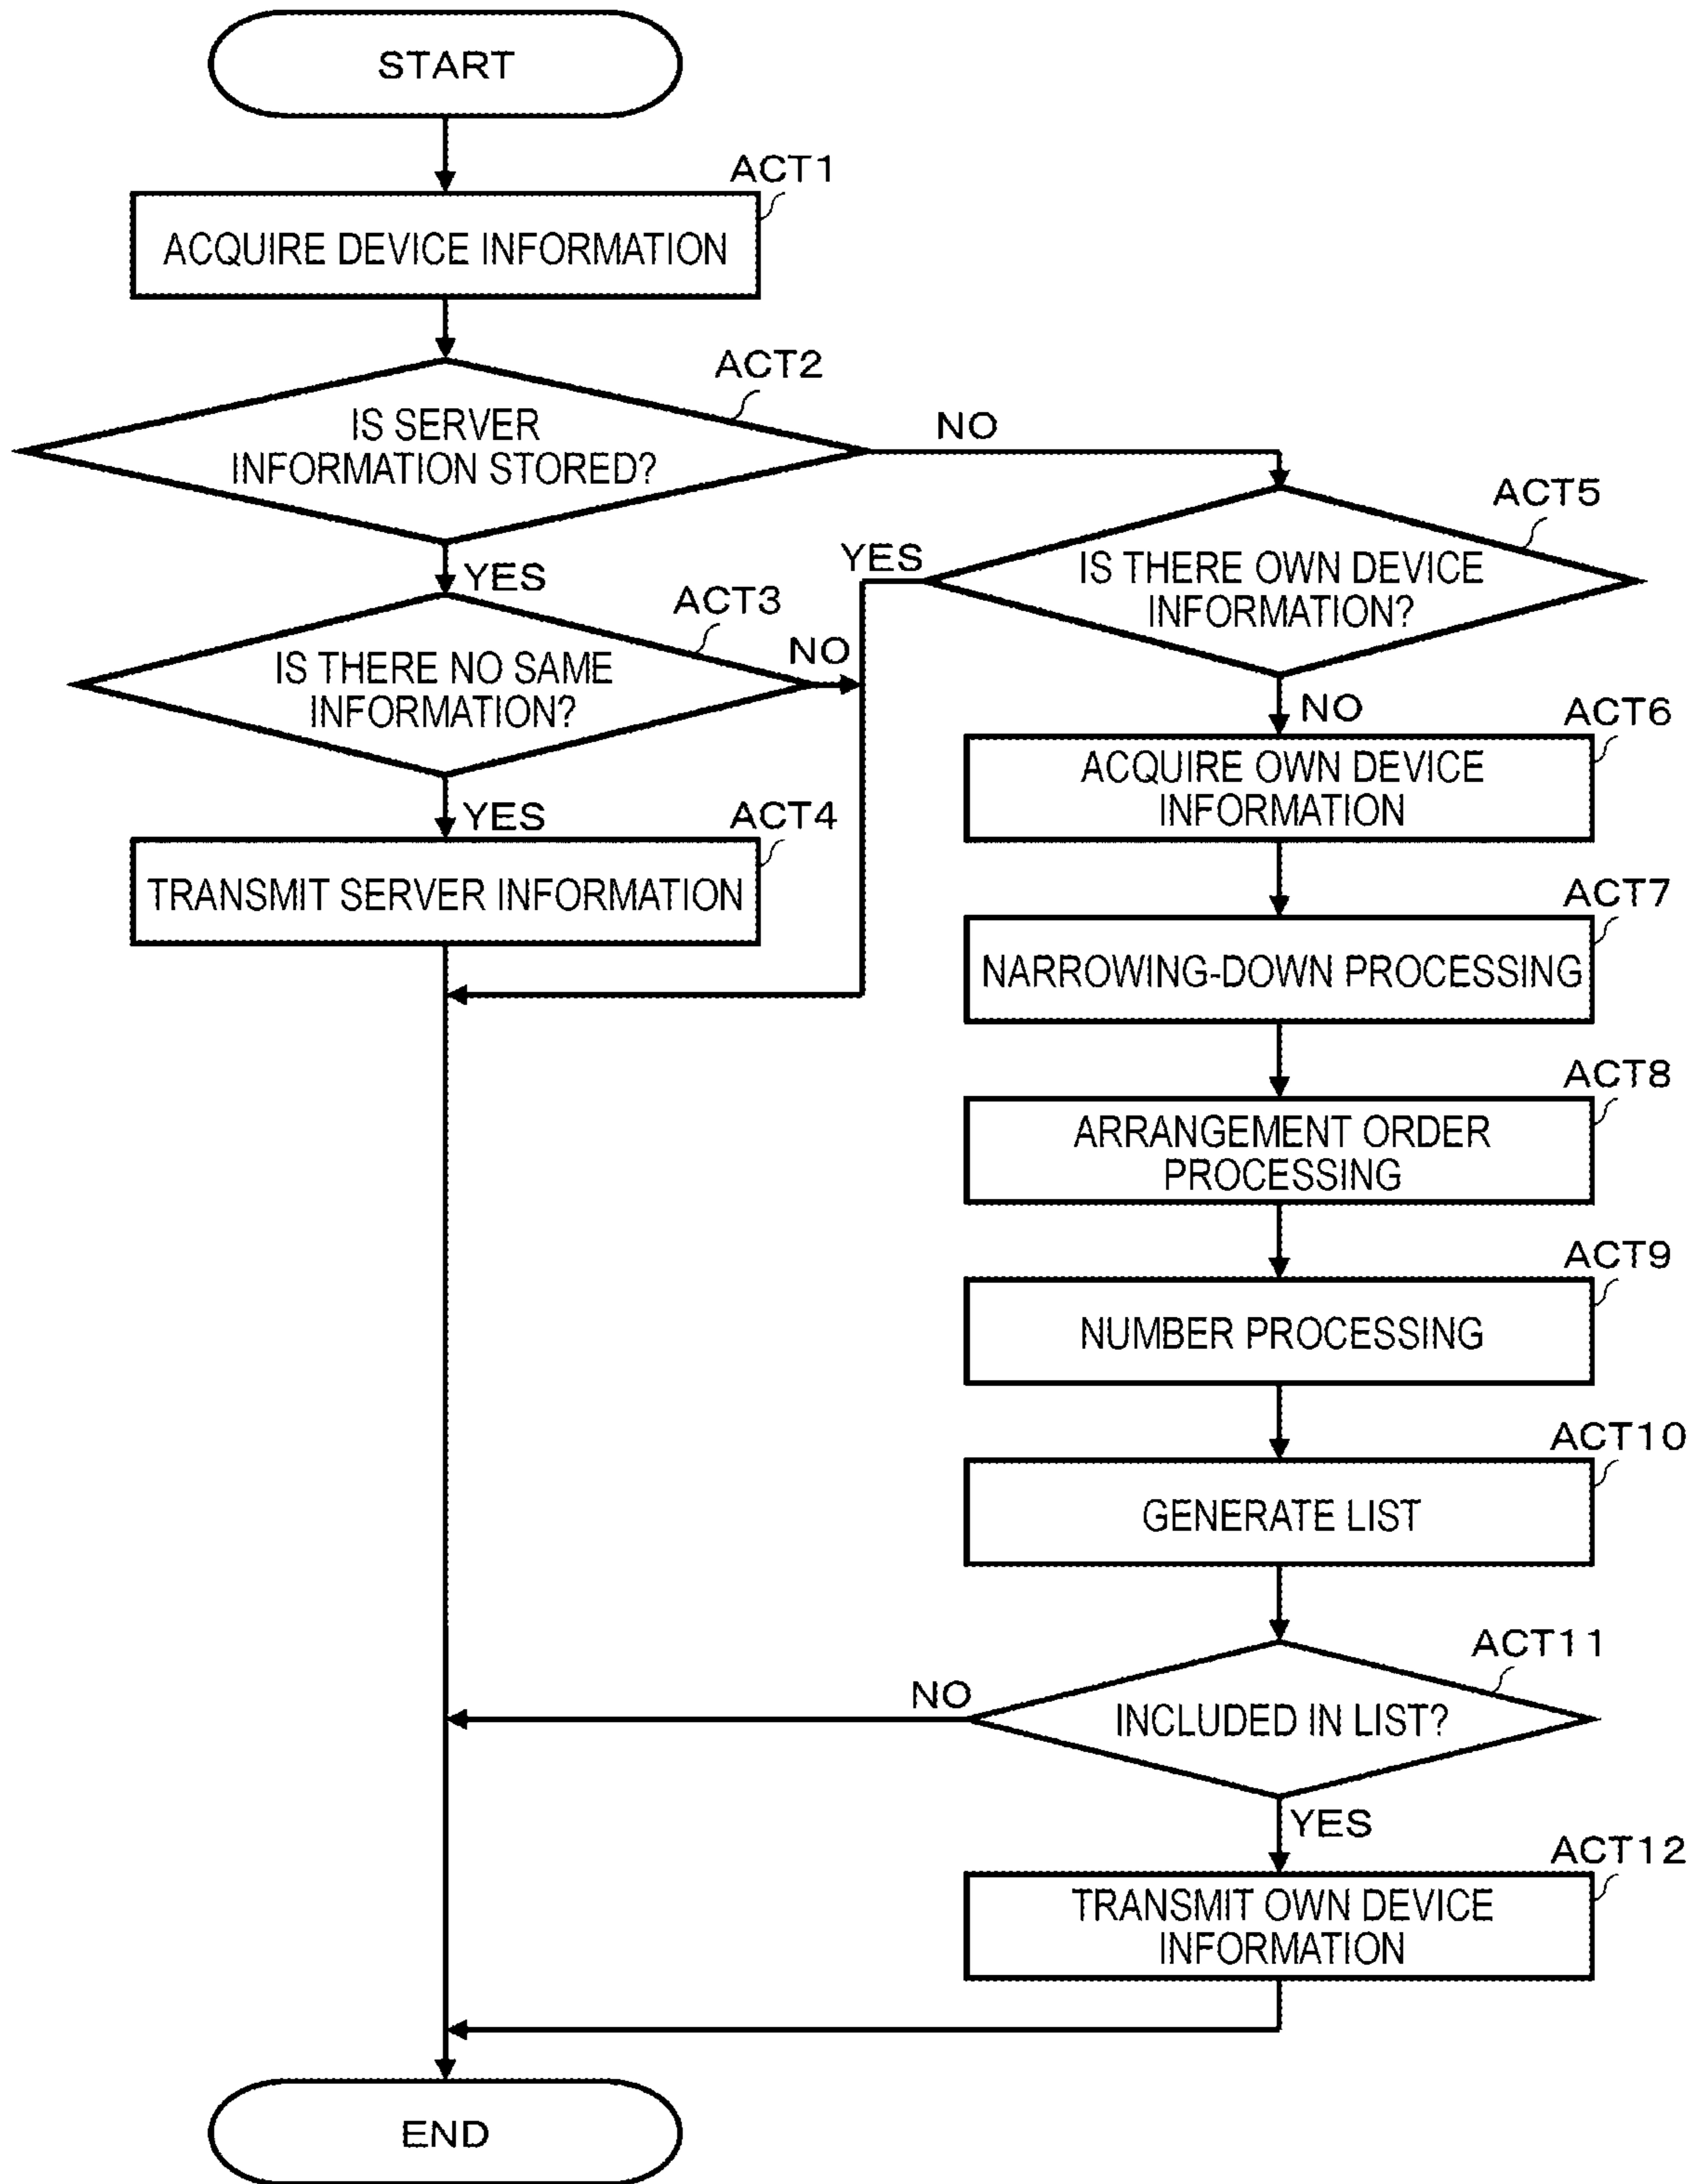 START
ACT1
ACQUIRE DEVICE INFORMATION
ACT2
IS SERVER
INFORMATION STORED?
NO
YES
ACT3
IS THERE NO SAME
INFORMATION?
NO
YES
ACT4
TRANSMIT SERVER INFORMATION
ACT5
YES
IS THERE OWN DEVICE
INFORMATION?
NO
ACT6
ACQUIRE OWN DEVICE
INFORMATION
ACT7
NARROWING-DOWN PROCESSING
ACT8
ARRANGEMENT ORDER
PROCESSING
ACT9
NUMBER PROCESSING
ACT10
GENERATE LIST
ACT11
NO
INCLUDED IN LIST?
YES
ACT12
TRANSMIT OWN DEVICE
INFORMATION
END